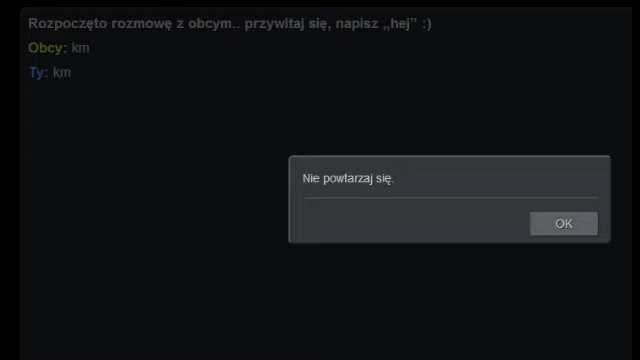 Rozpoczęto rozmowę z obcym.. przywitaj się, napisz „hej” :)
Obcy: km
Ty: km
Nie powtarzaj się.
OK